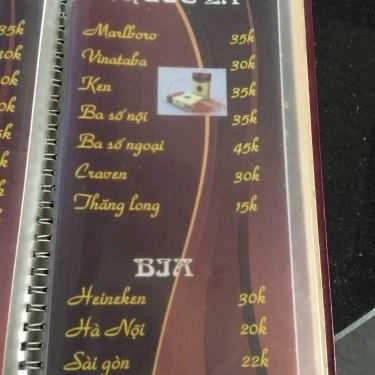 Marlboro 35k
Vinataba 30k
Ken 35k
Ba số nội 35k
Ba số ngoại 45k
Craven 30k
Thăng long 15k
BIA
Heineken 30k
Hà Nội 20k
Sài gòn 22k